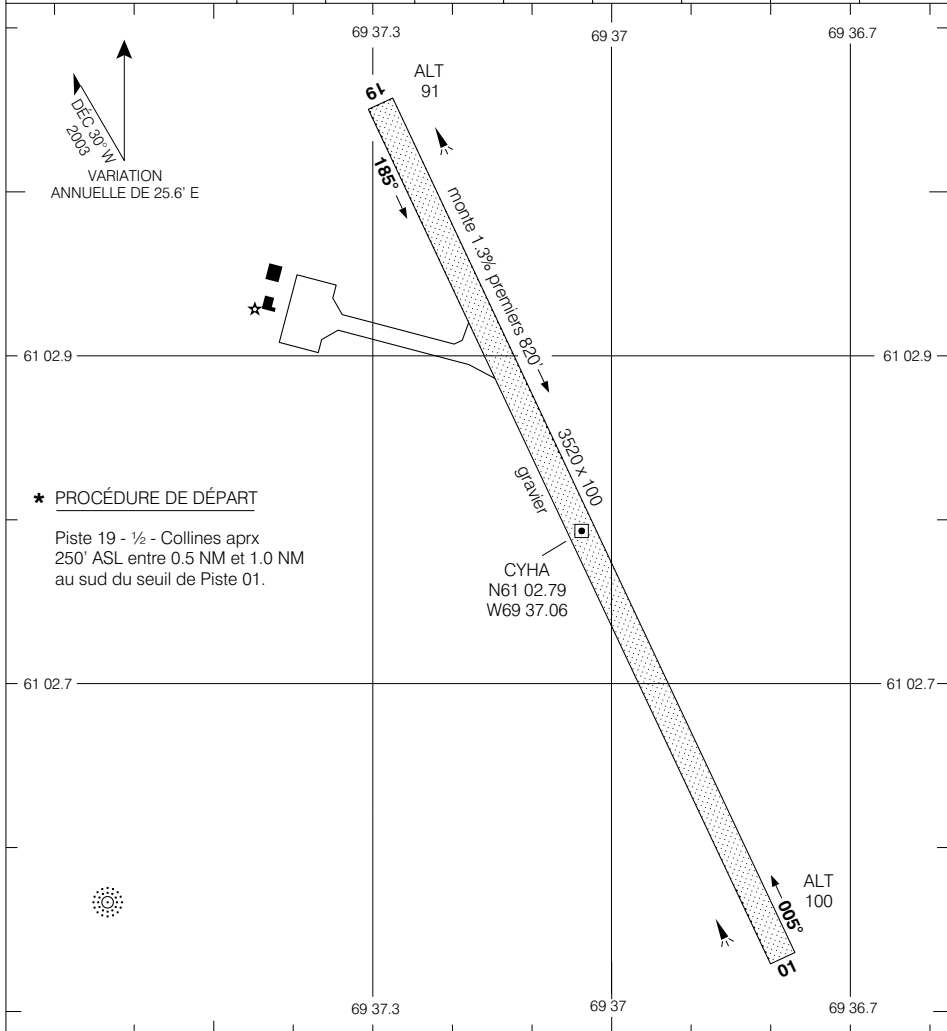 69 37.3
69 37
69 36.7
19
ALT
91
DÉC 30° W
2003
VARIATION
ANNUELLE DE 25.6' E
185°
monte 1.3% premiers 820'
61 02.9
61 02.9
3520 x 100
gravier
* PROCÉDURE DE DÉPART
Piste 19 - ½ - Collines aprx
250' ASL entre 0.5 NM et 1.0 NM
au sud du seuil de Piste 01.
CYHA
N61 02.79
W69 37.06
61 02.7
61 02.7
ALT
100
005°
01
69 37.3
69 37
69 36.7